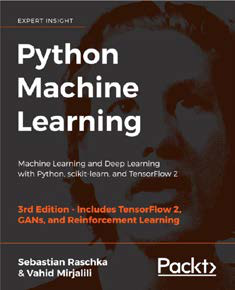 EXPERT INSIGHT
Python
Machine
Learning
Machine Learning and Deep Learning
with Python, scikit-learn, and TensorFlow 2
3rd Edition - Includes TensorFlow 2,
GANs, and Reinforcement Learning
Sebastian Raschka
& Vahid Mirjalili
Packt>